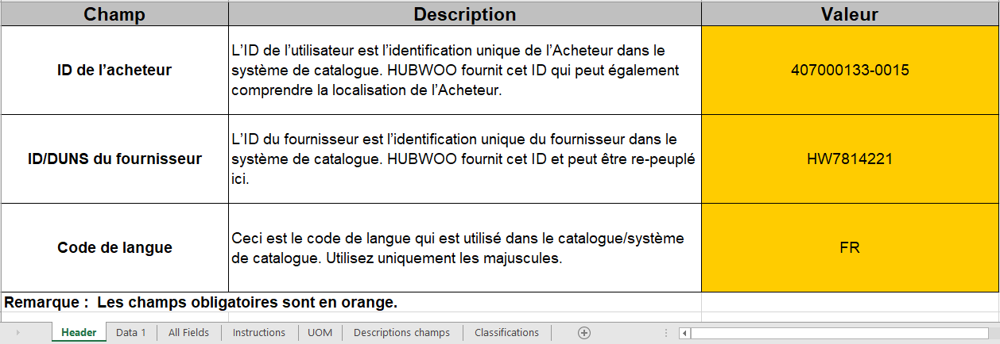 Champ
Description
Valeur
ID de l’acheteur
L’ID de l’utilisateur est l’identification unique de l’Acheteur dans le
système de catalogue. HUBWOO fournit cet ID qui peut également
comprendre la localisation de l’Acheteur.
407000133-0015
ID/DUNS du fournisseur
L’ID du fournisseur est l’identification unique du fournisseur dans le
système de catalogue. HUBWOO fournit cet ID et peut être re-peuplé
ici.
HW7814221
Code de langue
Ceci est le code de langue qui est utilisé dans le catalogue/système
de catalogue. Utilisez uniquement les majuscules.
FR
Remarque : Les champs obligatoires sont en orange.
Header
Data 1
All Fields
Instructions
UOM
Descriptions champs
Classifications